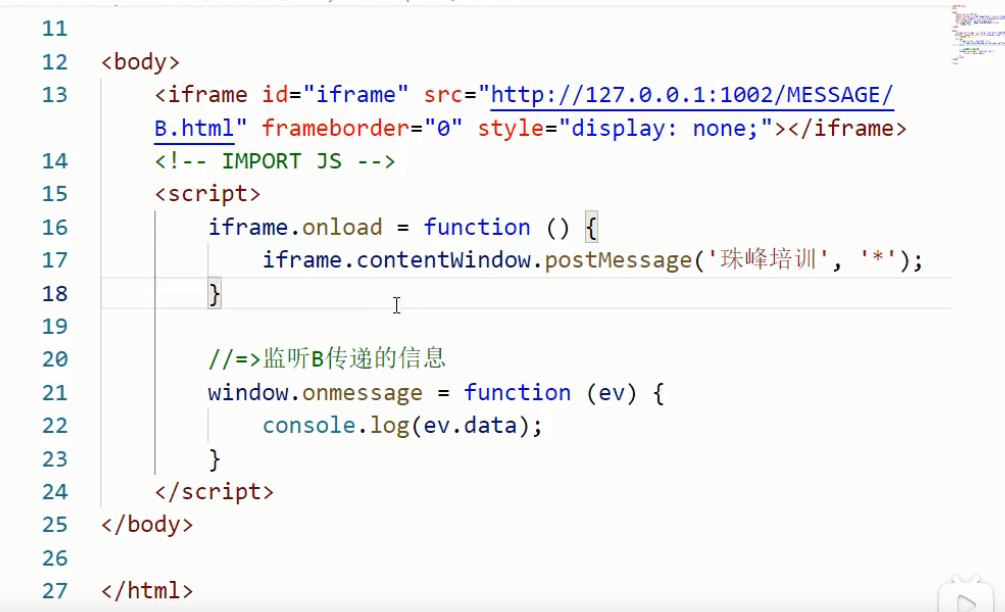 11
12 <body>
13 <iframe id="iframe" src="http://127.0.0.1:1002/MESSAGE/
B.html" frameborder="0" style="display: none;"></iframe>
14 <!-- IMPORT JS -->
15 <script>
16 iframe.onload = function () {
17 iframe.contentWindow.postMessage('珠峰培训', '*');
18 }
19
20 //=>监听B传递的信息
21 window.onmessage = function (ev) {
22 console.log(ev.data);
23 }
24 </script>
25 </body>
26
27 </html>